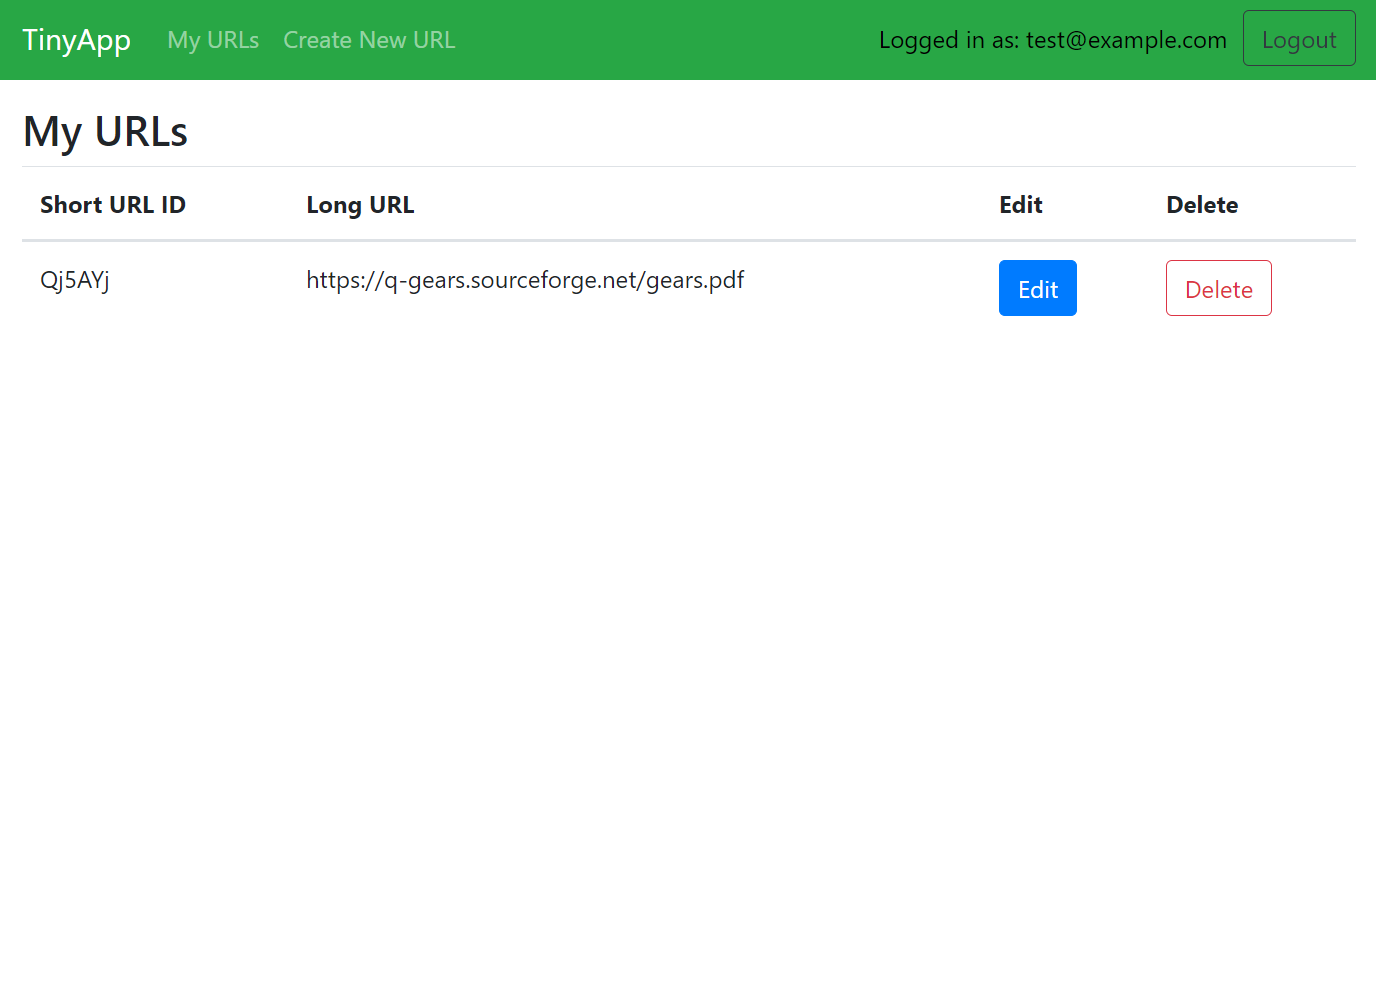 TinyApp My URLs Create New URL Logged in as: test@example.com Logout
My URLs
Short URL ID Long URL Edit Delete
Qj5AYj https://q-gears.sourceforge.net/gears.pdf Edit Delete